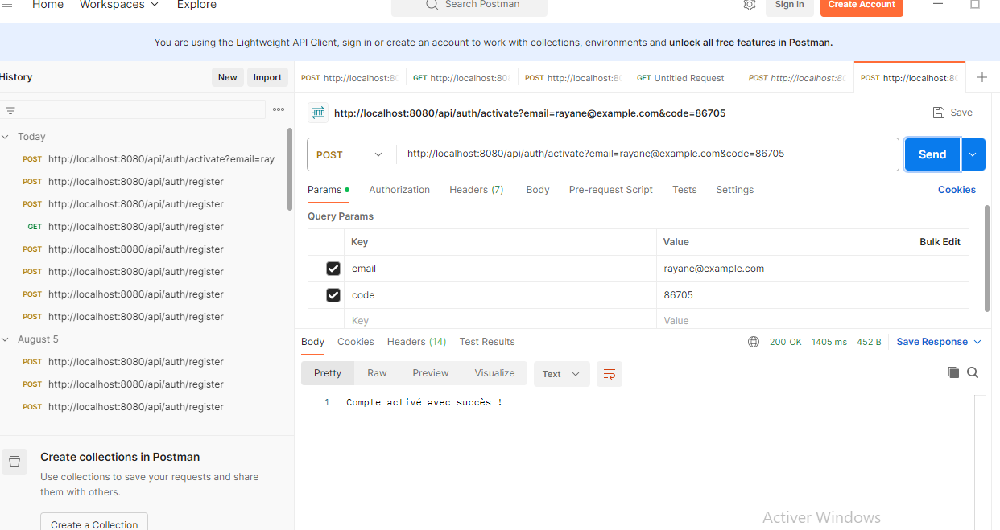 Home Workspaces Explore Search Postman Sign In Create Account
You are using the Lightweight API Client, sign in or create an account to work with collections, environments and unlock all free features in Postman.
History New Import
POST http://localhost:80 GET http://localhost:80 POST http://localhost:80 GET Untitled Request POST http://localhost:80 POST http://localhost:80
http://localhost:8080/api/auth/activate?email=rayane@example.com&code=86705 Save
Today
POST http://localhost:8080/api/auth/activate?email=ray
POST http://localhost:8080/api/auth/register
POST http://localhost:8080/api/auth/register
GET http://localhost:8080/api/auth/register
POST http://localhost:8080/api/auth/register
POST http://localhost:8080/api/auth/register
POST http://localhost:8080/api/auth/register
POST http://localhost:8080/api/auth/register
August 5
POST http://localhost:8080/api/auth/register
POST http://localhost:8080/api/auth/register
POST http://localhost:8080/api/auth/register
Create collections in Postman
Use collections to save your requests and share
them with others.
Create a Collection
HTTP
POST http://localhost:8080/api/auth/activate?email=rayane@example.com&code=86705 Send
Params Authorization Headers (7) Body Pre-request Script Tests Settings Cookies
Query Params
Key Value Bulk Edit
email rayane@example.com
code 86705
Key Value
Body Cookies Headers (14) Test Results 200 OK 1405 ms 452 B Save Response
Pretty Raw Preview Visualize Text
1 Compte activé avec succès !
Activer Windows